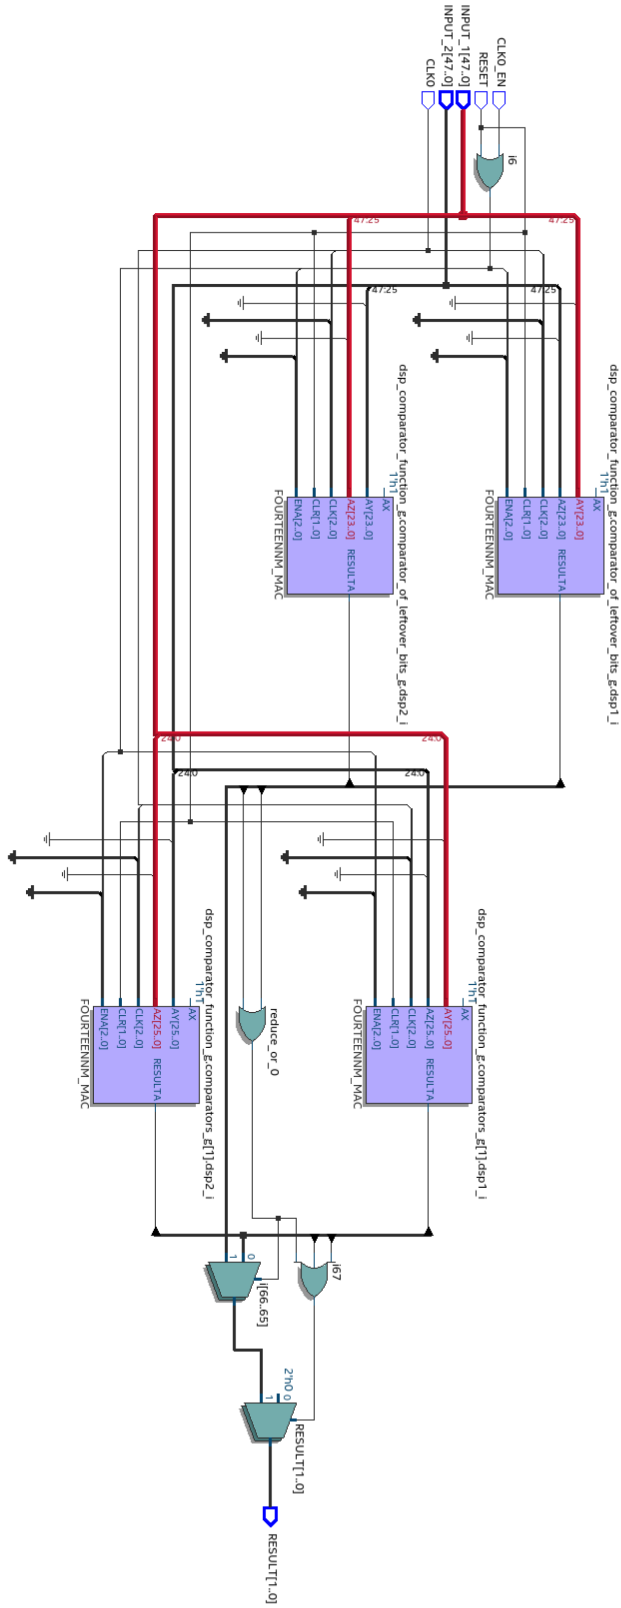 CLK0_EN
RESET
INPUT_1[47..0]
INPUT_2[47..0]
CLK0
i6
47:25
47:25
47:25
47:25
dsp_comparator_function_g.comparator_of_leftover_bits_g.dsp1_i
1'h1
AX
AY[23..0]
AZ[23..0]
CLK[2..0]
CLR[1..0]
ENA[2..0]
RESULTA
FOURTEENNM_MAC
dsp_comparator_function_g.comparator_of_leftover_bits_g.dsp2_i
1'h1
AX
AY[23..0]
AZ[23..0]
CLK[2..0]
CLR[1..0]
ENA[2..0]
RESULTA
FOURTEENNM_MAC
24:0
24:0
24:0
24:0
dsp_comparator_function_g.comparators_g[1].dsp1_i
1'h1
AX
AY[25..0]
AZ[25..0]
CLK[2..0]
CLR[1..0]
ENA[2..0]
RESULTA
FOURTEENNM_MAC
reduce_or_0
dsp_comparator_function_g.comparators_g[1].dsp2_i
1'h1
AX
AY[25..0]
AZ[25..0]
CLK[2..0]
CLR[1..0]
ENA[2..0]
RESULTA
FOURTEENNM_MAC
i67
0
1
i[66..65]
2'h0 0
1
RESULT[1..0]
RESULT[1..0]